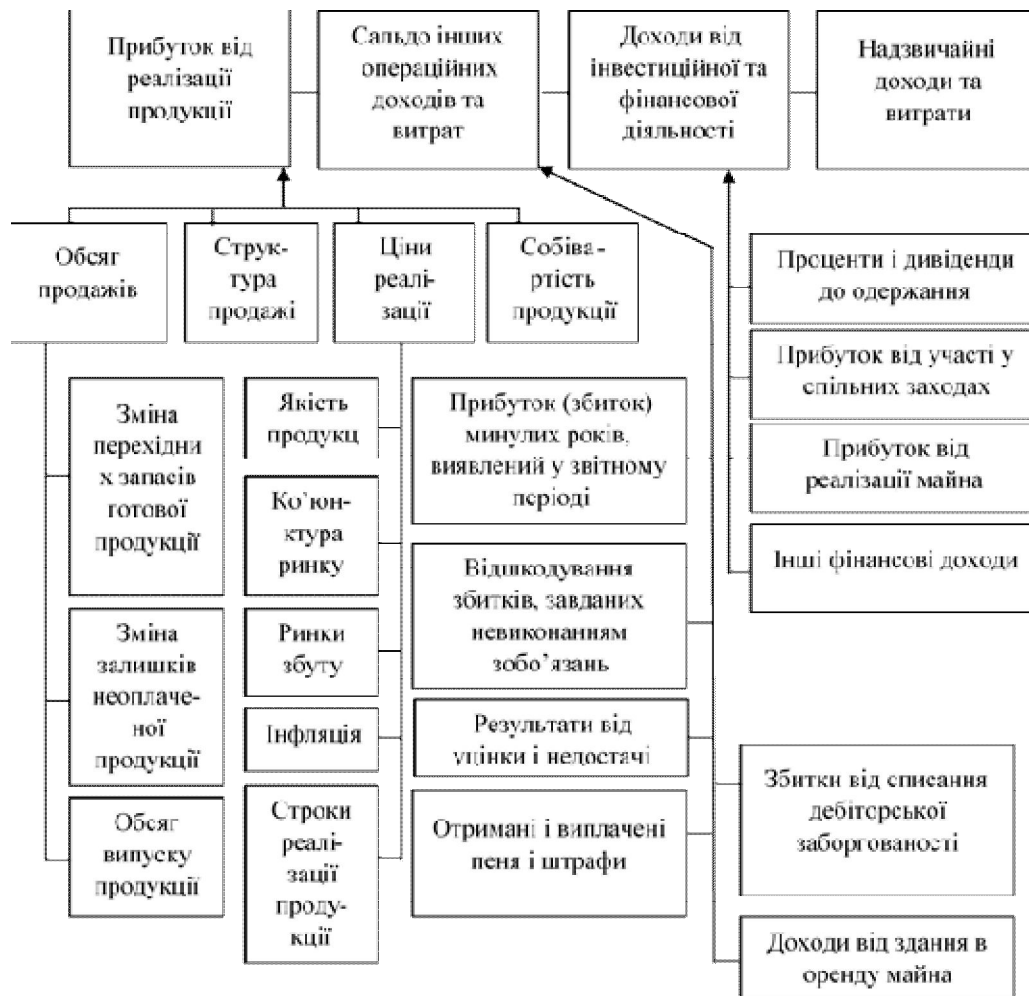 Прибуток від
реалізації
продукції
Сальдо інших
операційних
доходів та
витрат
Доходи від
інвестиційної та
фінансової
діяльності
Надзвичайні
доходи та
витрати
Обсяг
продажів
Струк-
тура
продажі
Ціни
реалі-
зації
Собіва-
ртість
продукції
Проценти і дивіденди
до одержання
Прибуток від участі у
спільних заходах
Прибуток від
реалізації майна
Інші фінансові доходи
Зміна
перехідни
х запасів
готової
продукції
Зміна
залишків
неоплаче-
ної
продукції
Обсяг
випуску
продукції
Якість
продукц
Ко'юн-
ктура
ринку
Ринки
збуту
Інфляція
Строки
реалі-
зації
проду-
кції
Прибуток (збиток)
минулих років,
виявлений у звітному
періоді
Відшкодування
збитків, завданих
невиконанням
зобо'язань
Результати від
уцінки і недостачі
Отримані і виплачені
пеня і штрафи
Збитки від списання
дебіторської
заборгованості
Доходи від здання в
оренду майна